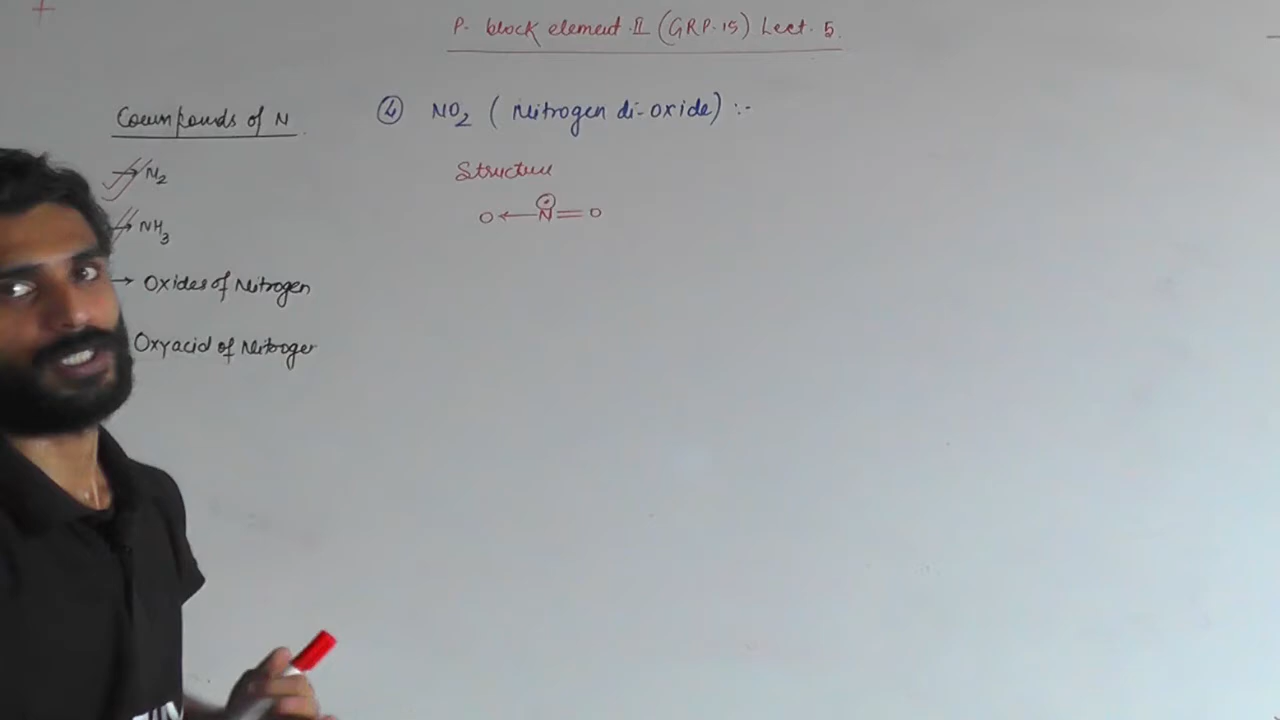 P- block element-II (GRP.15) Lect. 5.
Compounds of N
→ N2
→ NH3
→ Oxides of Nitrogen
Oxyacid of Nitrogen
④ NO2 (Nitrogen di-oxide) :-
Structure
O ← N = O